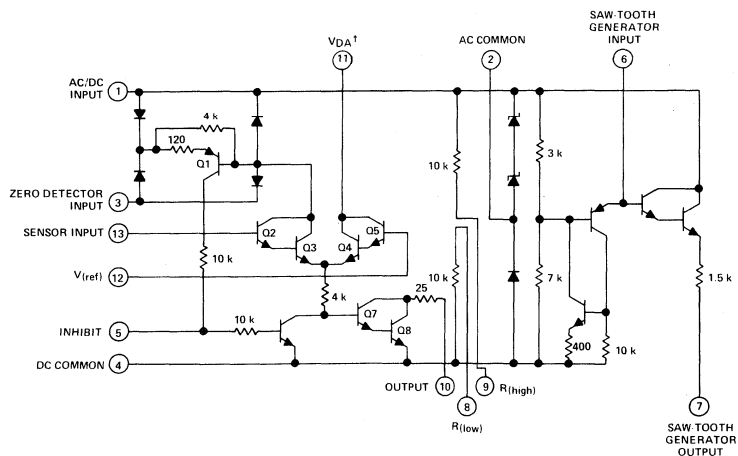 SAW-TOOTH
GENERATOR
INPUT
VDA†
AC COMMON
11
2
6
AC/DC
INPUT
1
4 k
120
Q1
10 k
3 k
ZERO DETECTOR
INPUT
3
SENSOR INPUT
13
Q2
Q3
Q4
Q5
10 k
V(ref)
12
4 k
10 k
7 k
1.5 k
25
INHIBIT
5
10 k
Q7
Q8
400
10 k
DC COMMON
4
OUTPUT
10
9
R(high)
8
R(low)
7
SAW-TOOTH
GENERATOR
OUTPUT